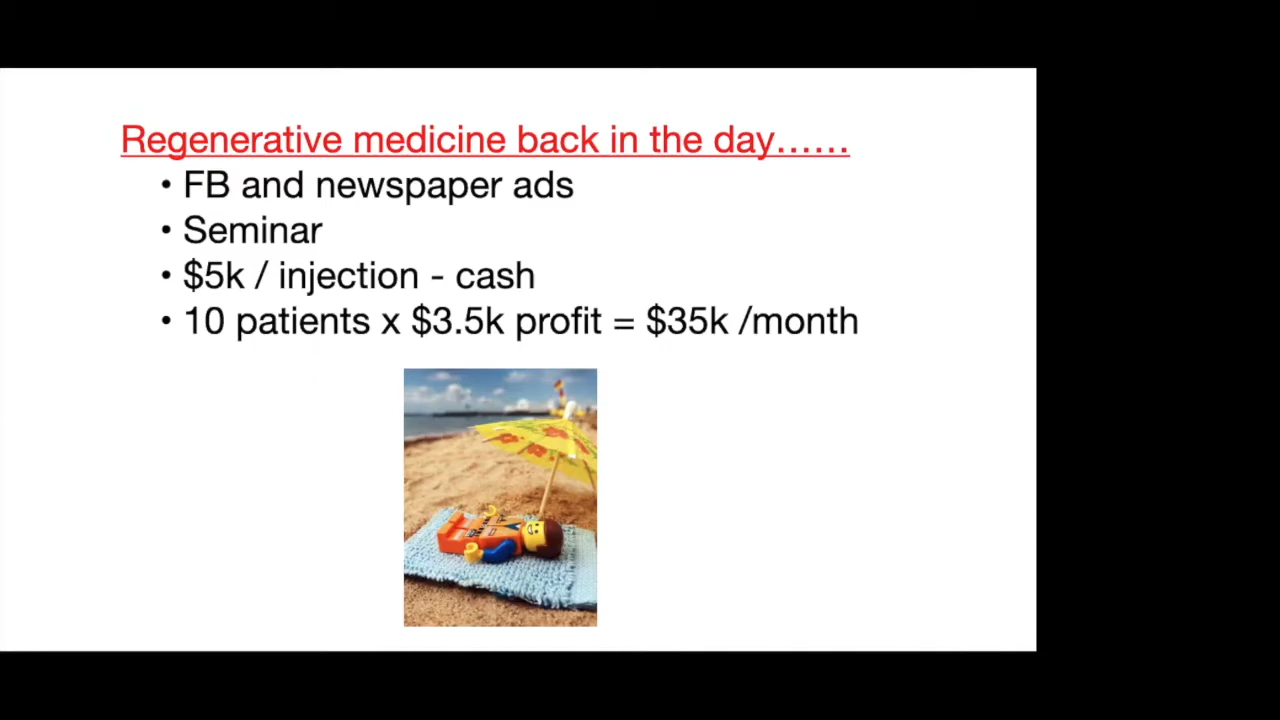 Regenerative medicine back in the day......
• FB and newspaper ads
• Seminar
• $5k / injection - cash
• 10 patients x $3.5k profit = $35k /month